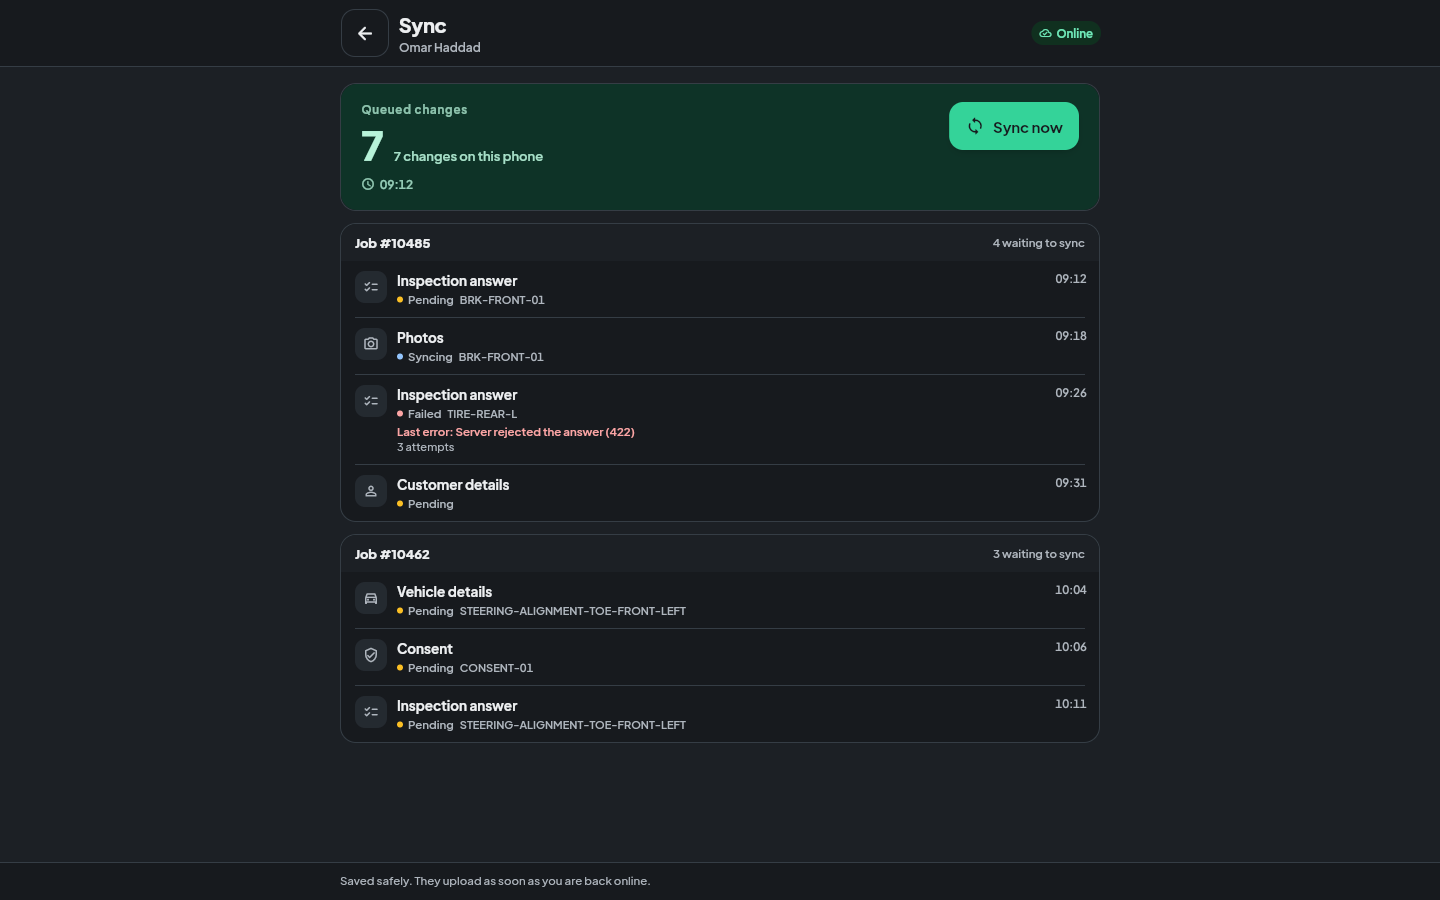 Sync
Omar Haddad
Online
Queued changes
7 7 changes on this phone
09:12
Sync now
Job #10485 4 waiting to sync
Inspection answer 09:12
Pending BRK-FRONT-01
Photos 09:18
Syncing BRK-FRONT-01
Inspection answer 09:26
Failed TIRE-REAR-L
Last error: Server rejected the answer (422)
3 attempts
Customer details 09:31
Pending
Job #10462 3 waiting to sync
Vehicle details 10:04
Pending STEERING-ALIGNMENT-TOE-FRONT-LEFT
Consent 10:06
Pending CONSENT-01
Inspection answer 10:11
Pending STEERING-ALIGNMENT-TOE-FRONT-LEFT
Saved safely. They upload as soon as you are back online.